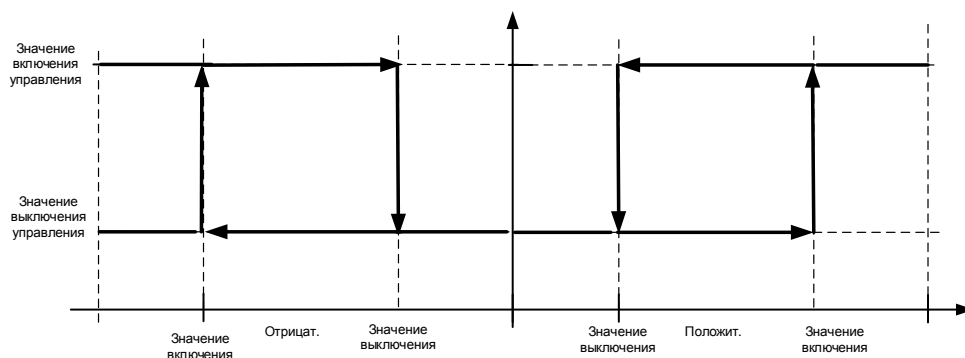 Значение
включения
управления
Значение
выключения
управления
Значение
включения
Отрицат.
Значение
выключения
Значение
выключения
Положит.
Значение
включения